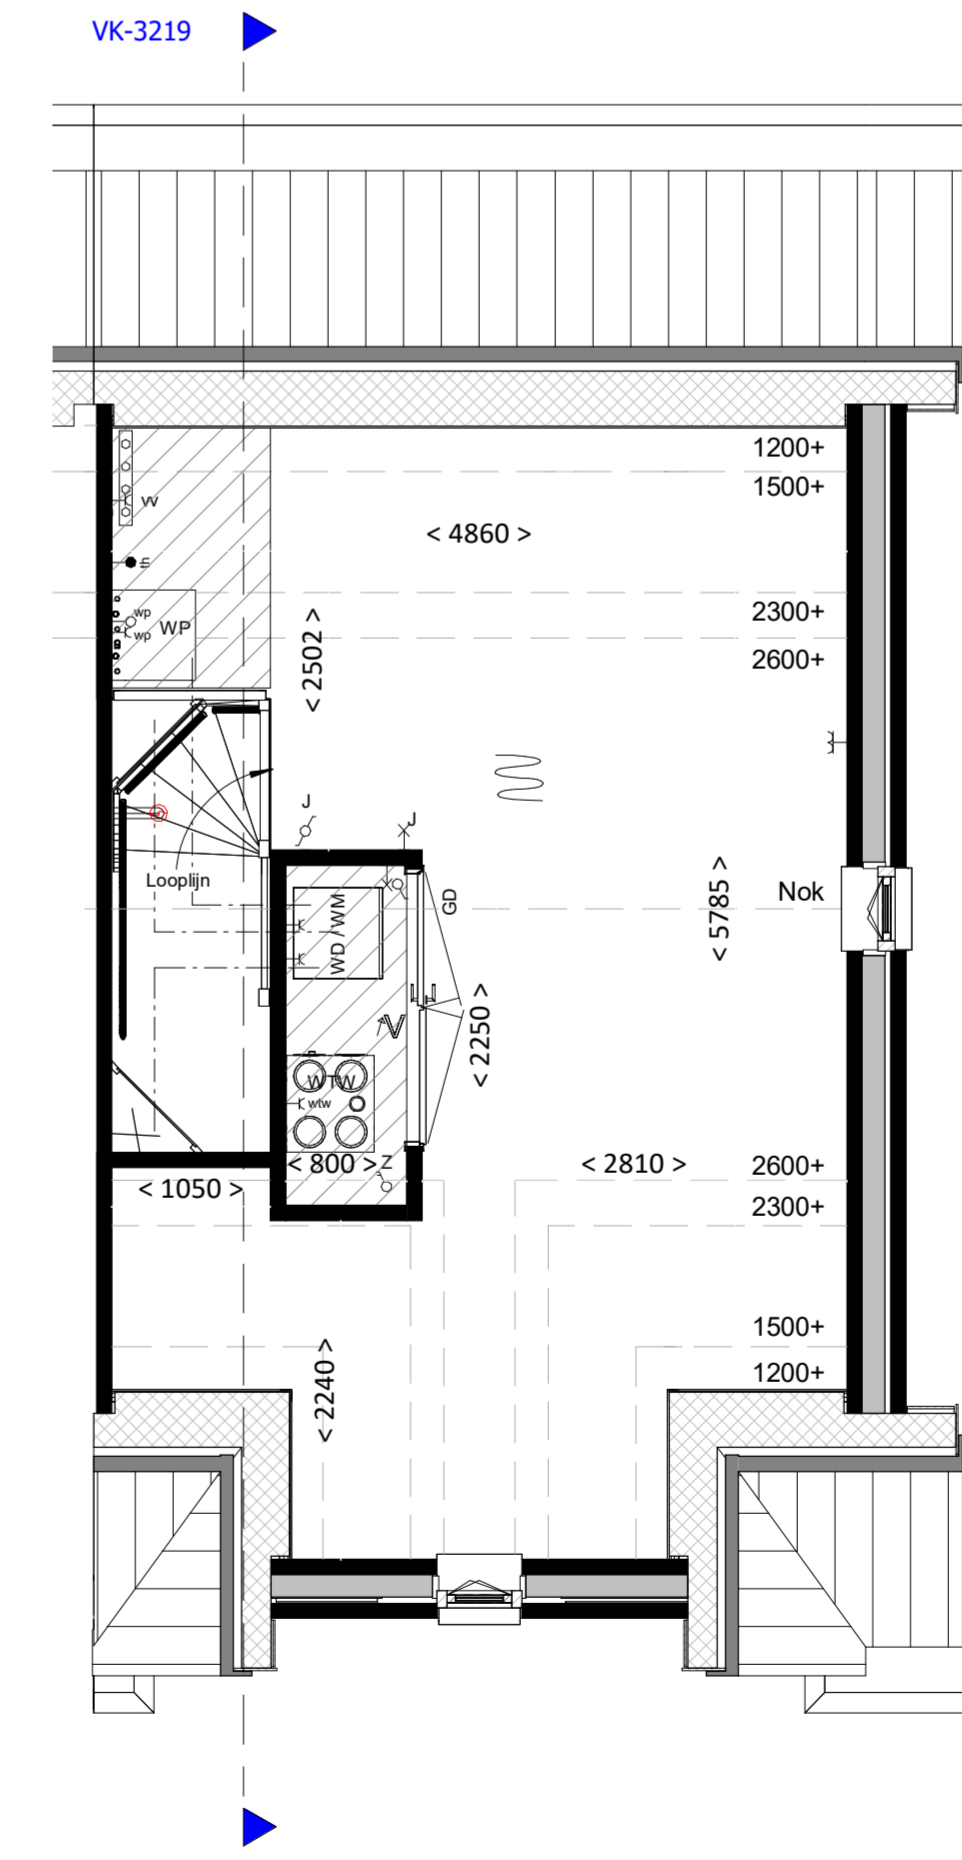 VK-3219
1200+
1500+
< 4860 >
vv
th
2300+
wp
WP
wp
< 2502 >
2600+
J
J
Looplijn
Nok
< 5785 >
GD
WD /WM
< 2250 >
V
WTW
wtw
< 800 >
Z
< 2810 >
2600+
< 1050 >
2300+
1500+
< 2240 >
1200+